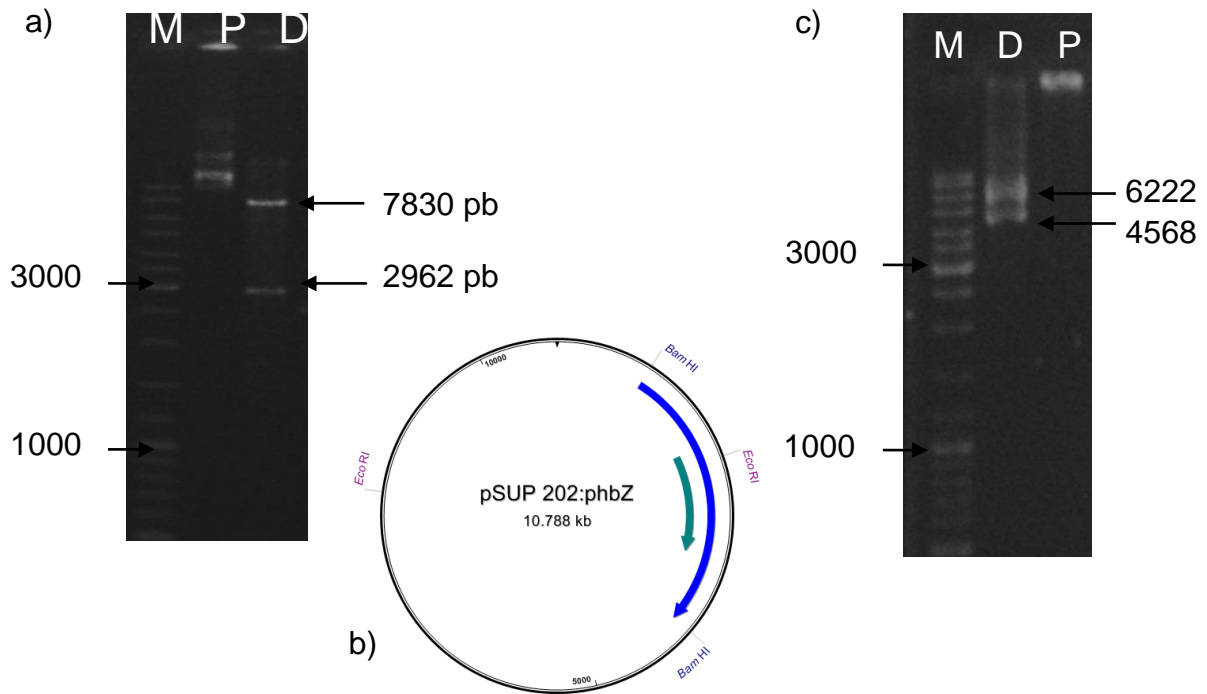 a)
M P D
7830 pb
2962 pb
3000
1000
b)
10000
Bam HI
Eco RI
Eco RI
pSUP 202:phbZ
10.788 kb
Bam HI
5000
c)
M D P
6222
4568
3000
1000